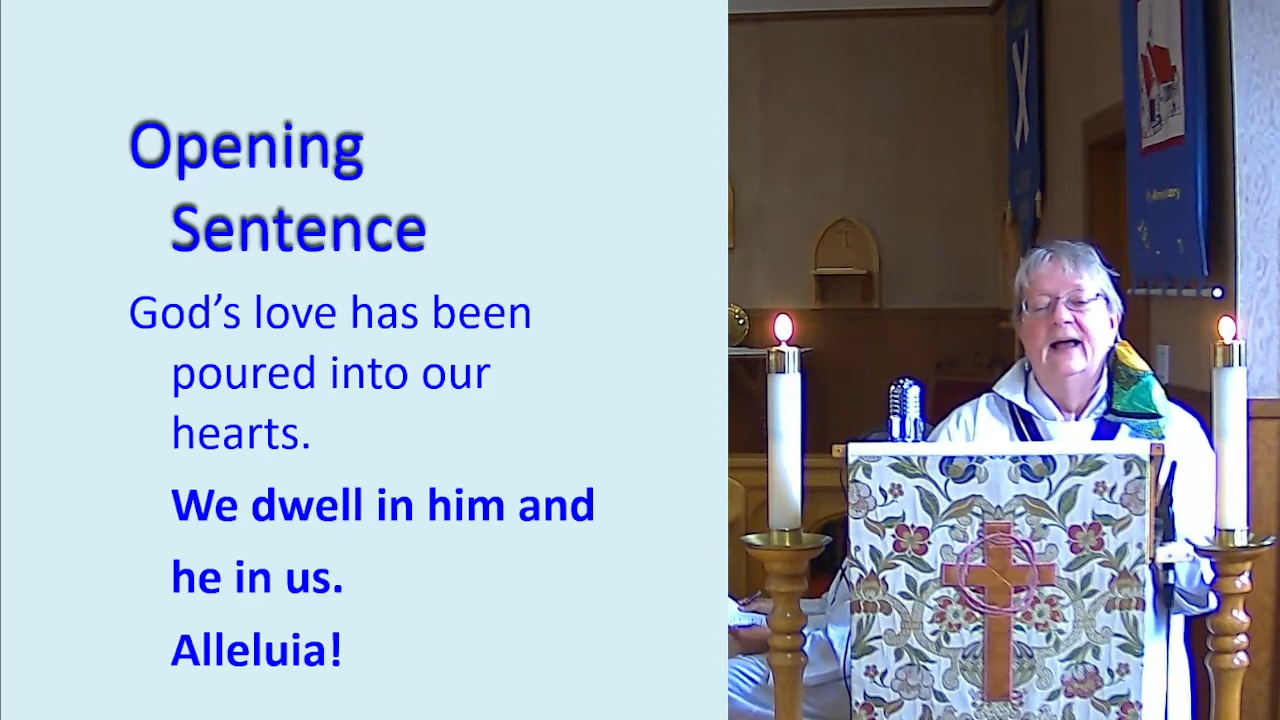 Opening
Sentence
God’s love has been
poured into our
hearts.
We dwell in him and
he in us.
Alleluia!